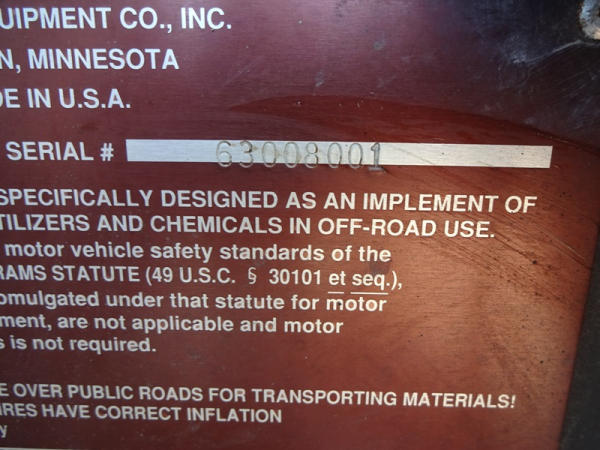 UIPMENT CO., INC.
N, MINNESOTA
DE IN U.S.A.
SERIAL # 63008001
SPECIFICALLY DESIGNED AS AN IMPLEMENT OF
TILIZERS AND CHEMICALS IN OFF-ROAD USE.
motor vehicle safety standards of the
RAMS STATUTE (49 U.S.C. § 30101 et seq.),
omulgated under that statute for motor
ment, are not applicable and motor
s is not required.
E OVER PUBLIC ROADS FOR TRANSPORTING MATERIALS!
IRES HAVE CORRECT INFLATION
y